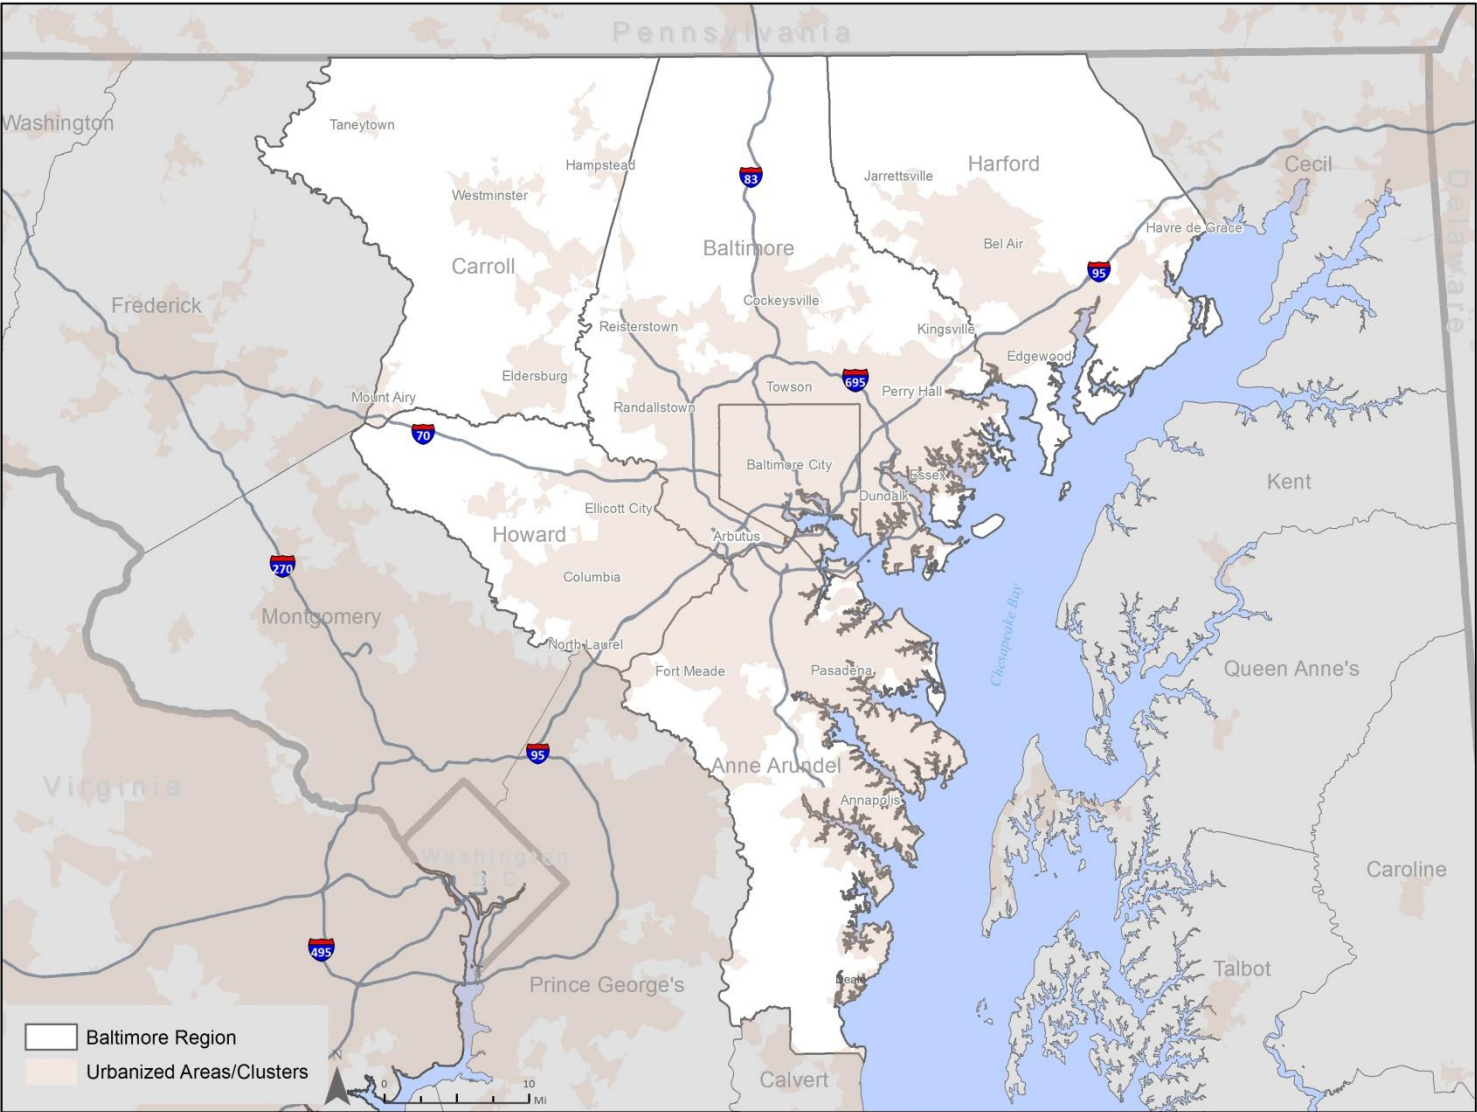 Pennsylvania
Washington
Taneytown
Hampstead
Westminster
Carroll
83
Baltimore
Harford
Jarrettsville
Bel Air
Havre de Grace
Cecil
Delaware
95
Frederick
Cockeysville
Reisterstown
Kingsville
Edgewood
Eldersburg
Towson
695
Perry Hall
Mount Airy
Randallstown
70
Baltimore City
Essex
Dundalk
Kent
Ellicott City
Howard
Arbutus
Columbia
270
Montgomery
North Laurel
Fort Meade
Pasadena
Chesapeake Bay
Queen Anne's
95
Virginia
Anne Arundel
Annapolis
Washington
D C
Caroline
495
Prince George's
Deale
Talbot
Calvert
Baltimore Region
Urbanized Areas/Clusters
N
0 10
Mi